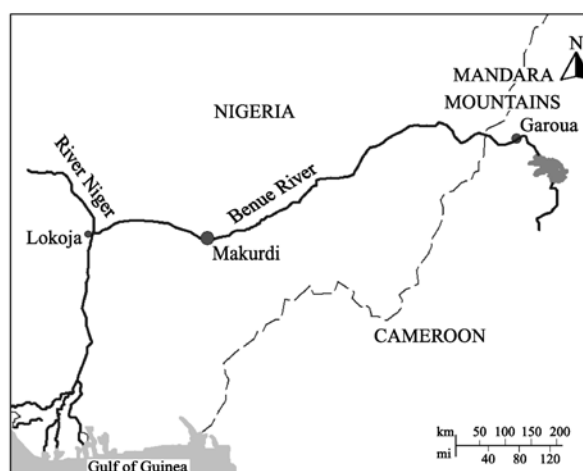 N
MANDARA
MOUNTAINS
NIGERIA
Garoua
River Niger
Benue River
Lokoja
Makurdi
CAMEROON
km 50 100 150 200
mi 40 80 120
Gulf of Guinea